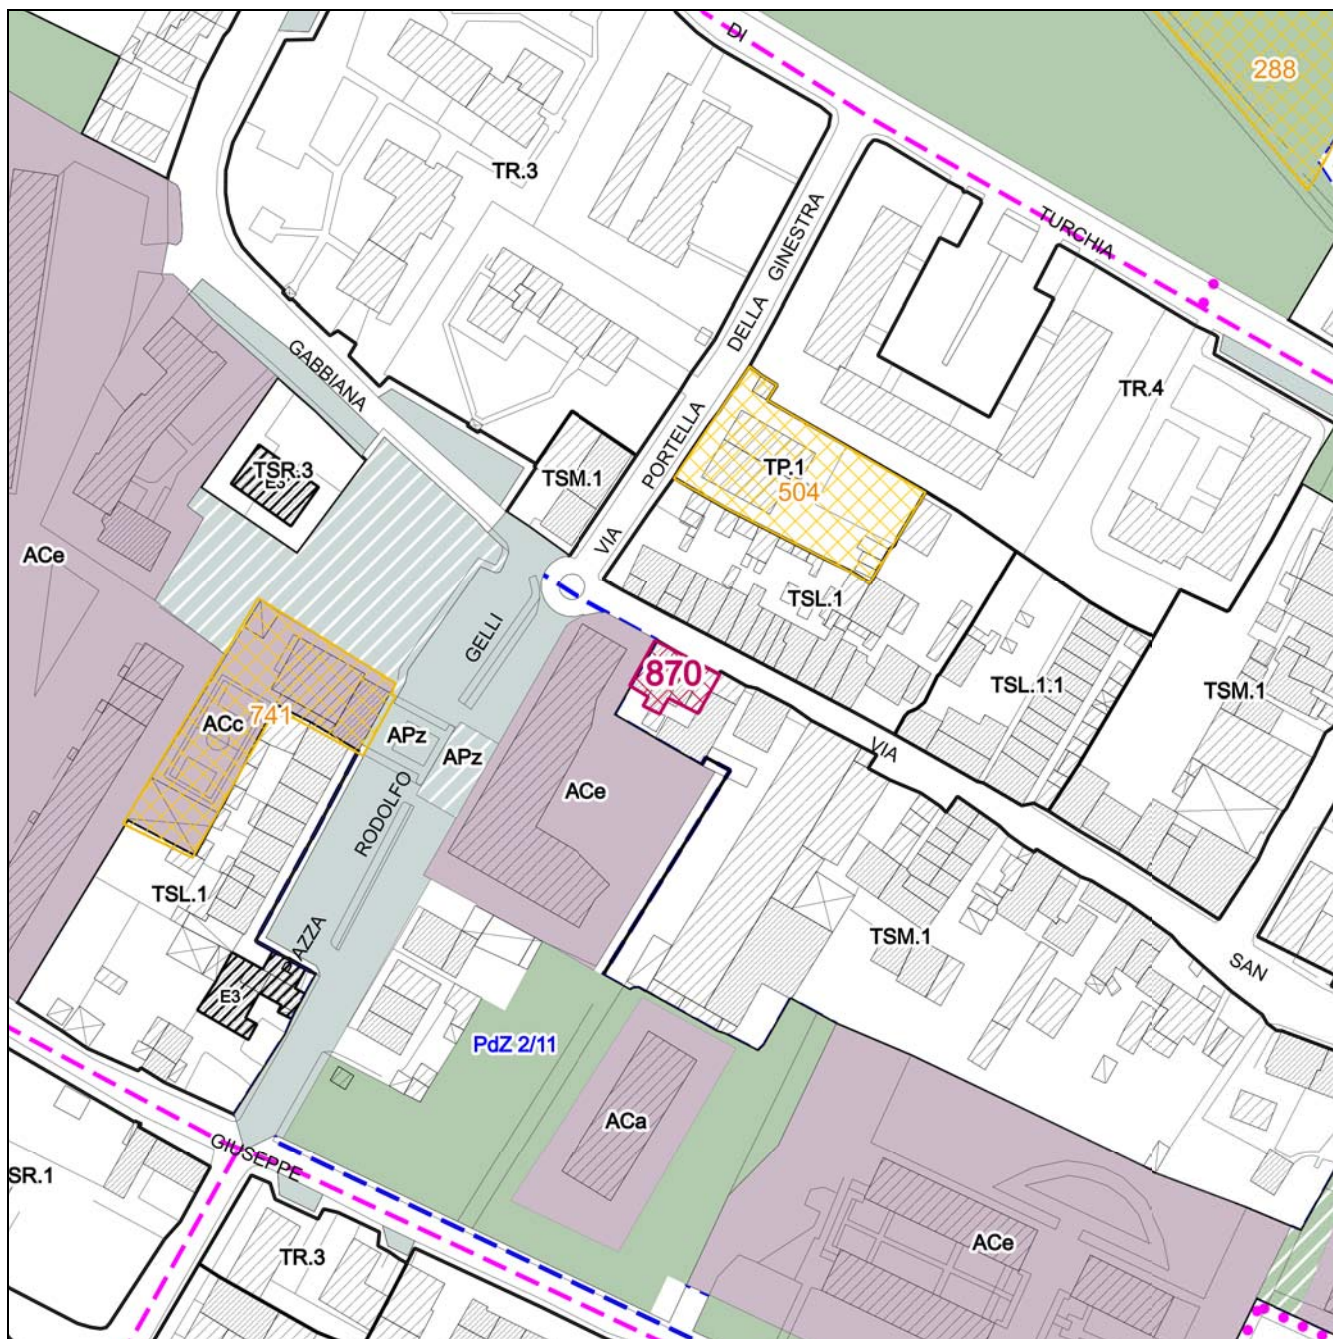 DI
288
TR.3
TURCHIA
VIA PORTELLA DELLA GINESTRA
TR.4
GABBIANA
TSR.3
E3
TSM.1
TP.1
504
ACe
TSL.1
GELLI
870
TSL.1.1
TSM.1
ACc
741
APz
APz
VIA
ACe
RODOLFO
TSL.1
PIAZZA
TSM.1
SAN
E3
PdZ 2/11
ACa
GIUSEPPE
SR.1
TR.3
ACe